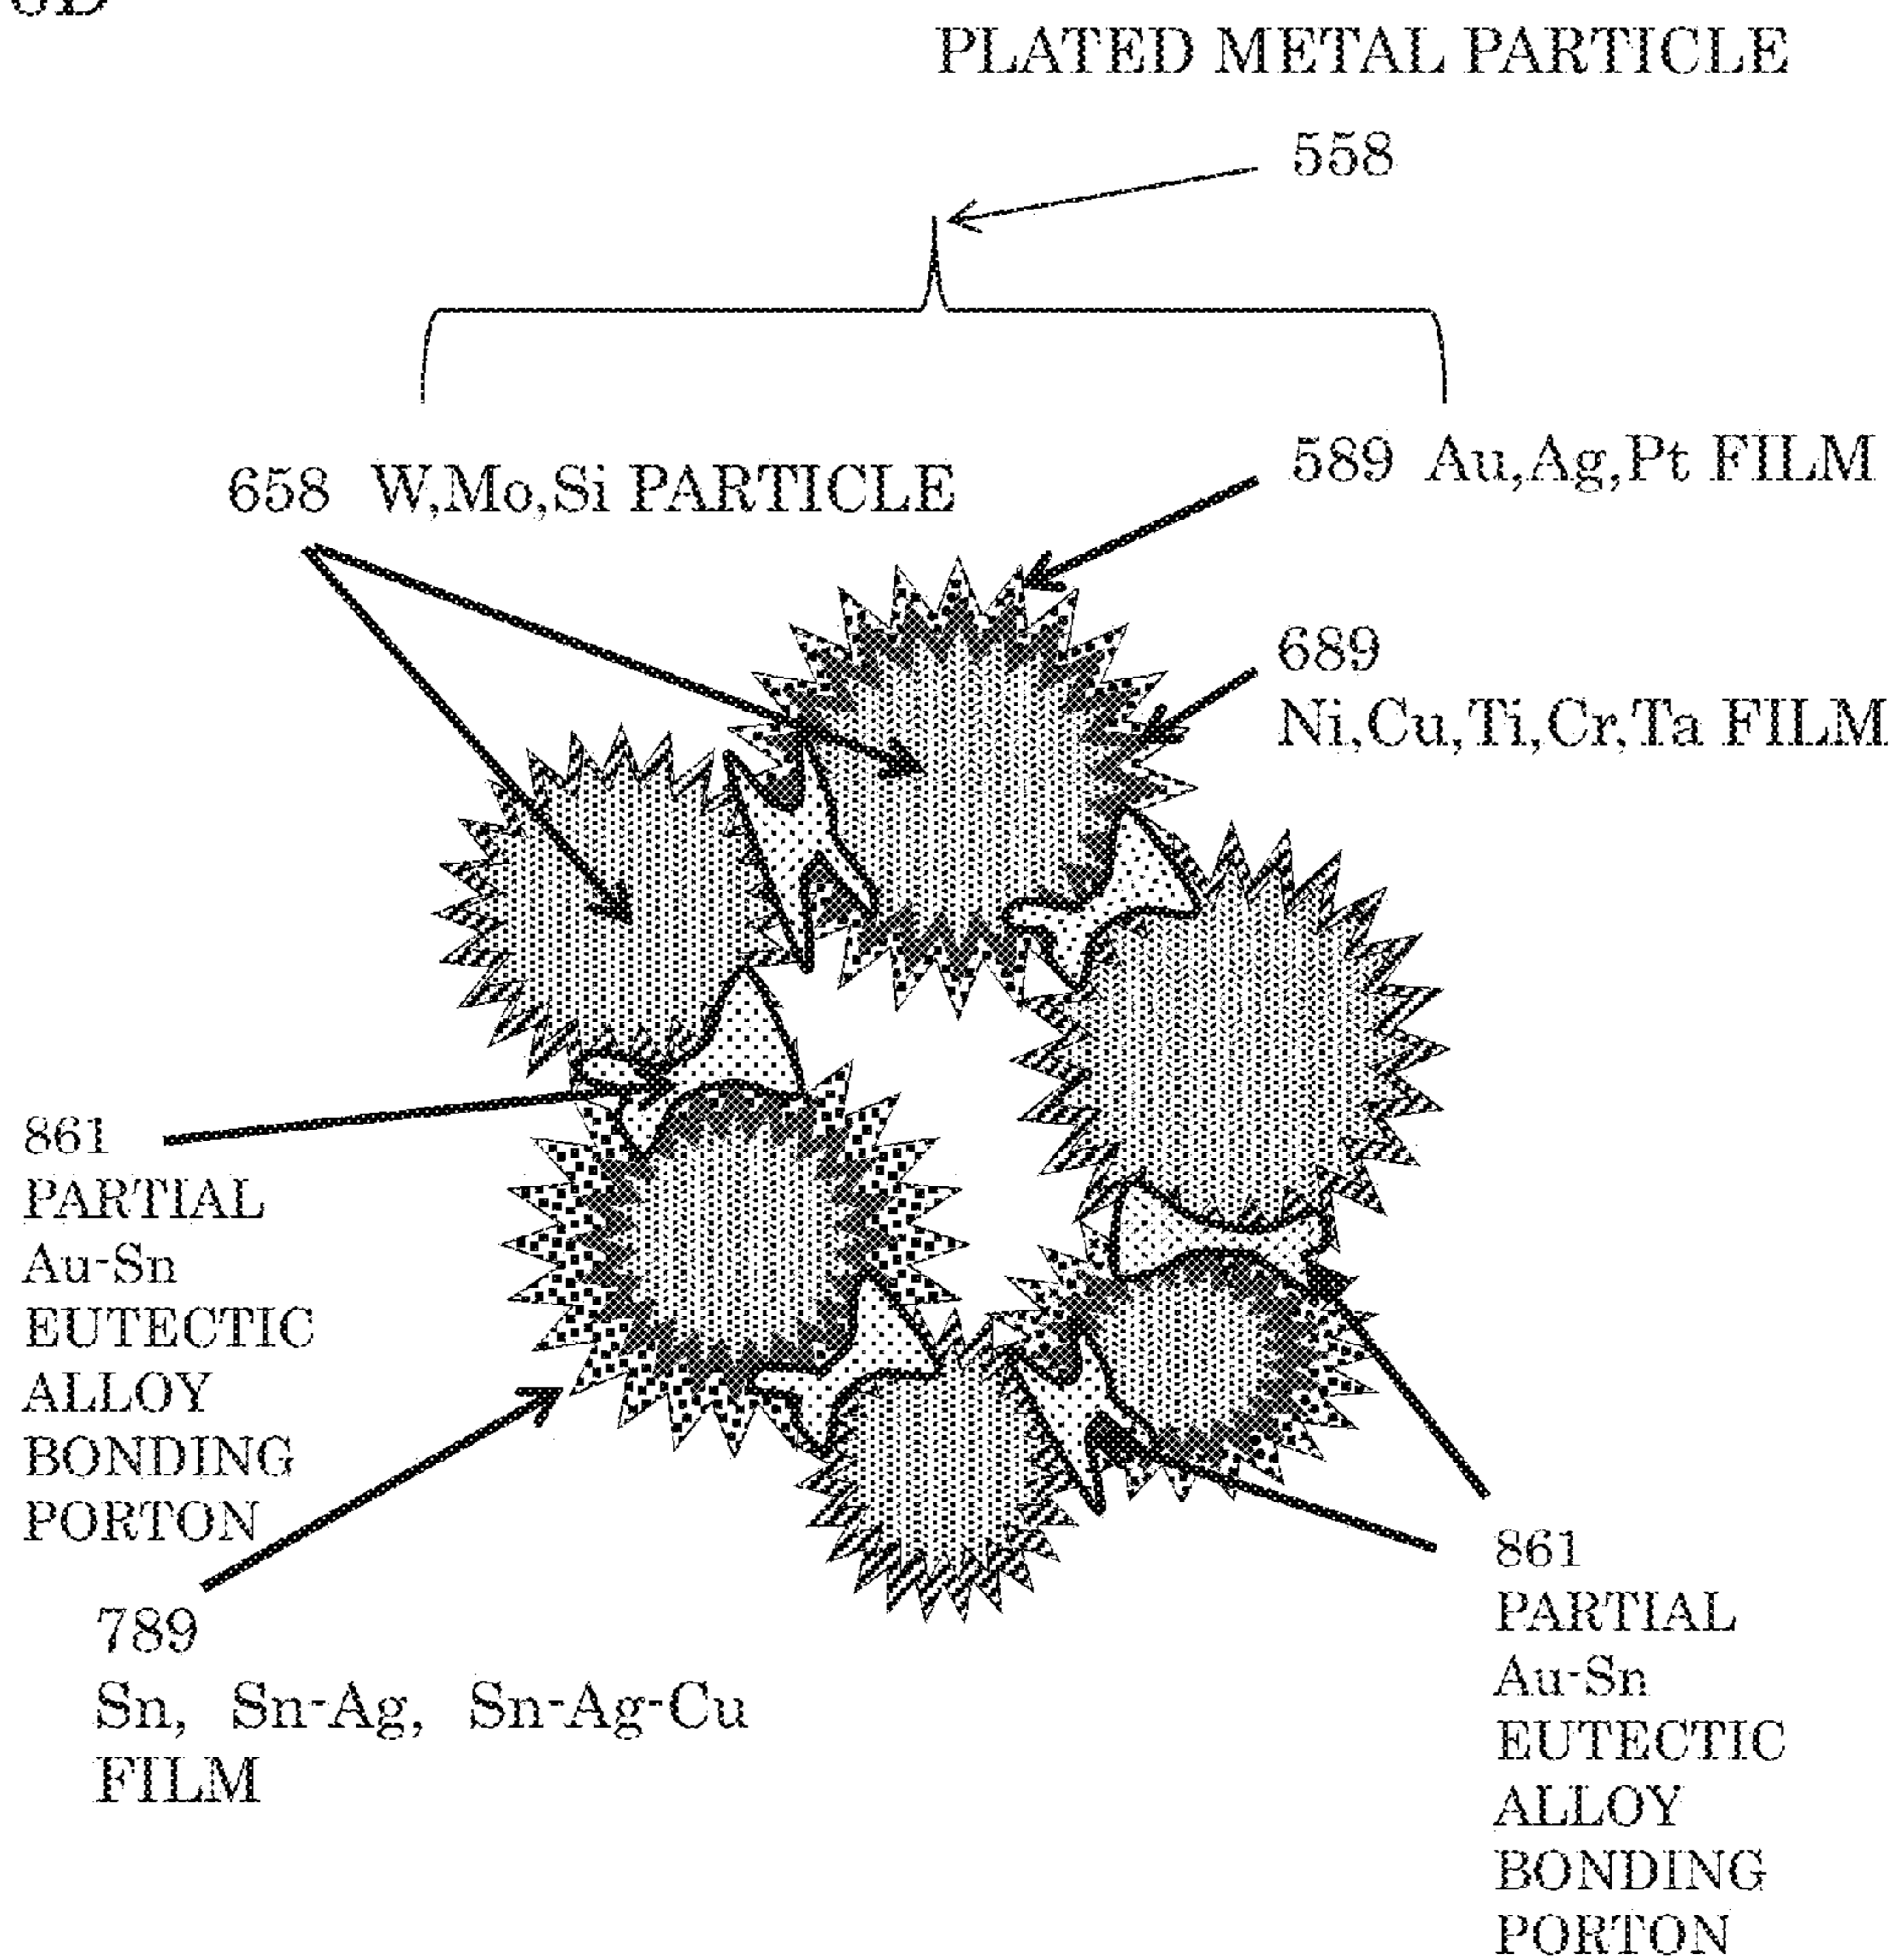 PLATED METAL PARTICLE
558
589 Au,Ag,Pt FILM
658 W,Mo,Si PARTICLE
689
Ni,Cu,Ti,Cr,Ta FILM
861
PARTIAL
Au-Sn
EUTECTIC
ALLOY
BONDING
PORTON
789
Sn, Sn-Ag, Sn-Ag-Cu
FILM
861
PARTIAL
Au-Sn
EUTECTIC
ALLOY
BONDING
PORTON